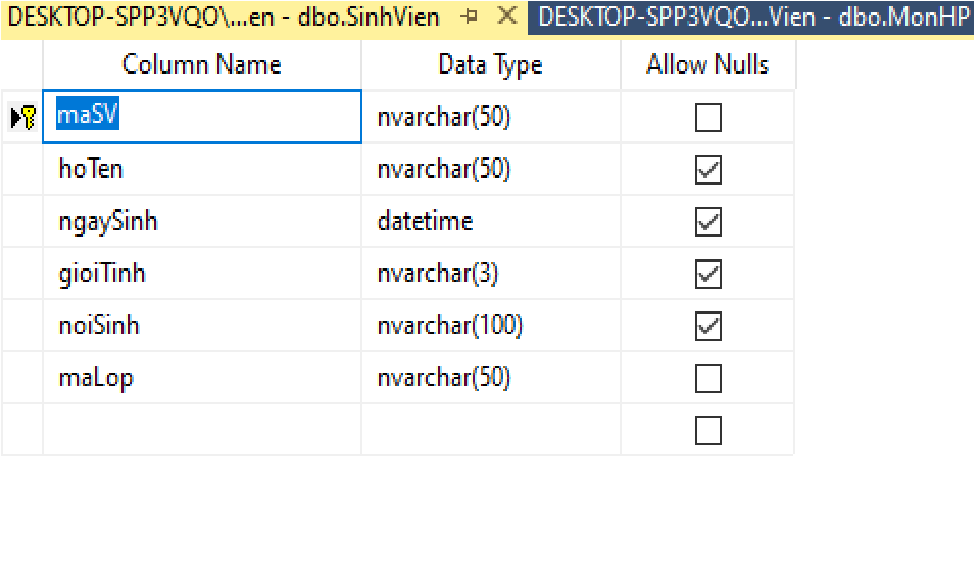 DESKTOP-SPP3VQO\...en - dbo.SinhVien DESKTOP-SPP3VQO...Vien - dbo.MonHP
Column Name Data Type Allow Nulls
maSV nvarchar(50)
hoTen nvarchar(50)
ngaySinh datetime
gioiTinh nvarchar(3)
noiSinh nvarchar(100)
maLop nvarchar(50)